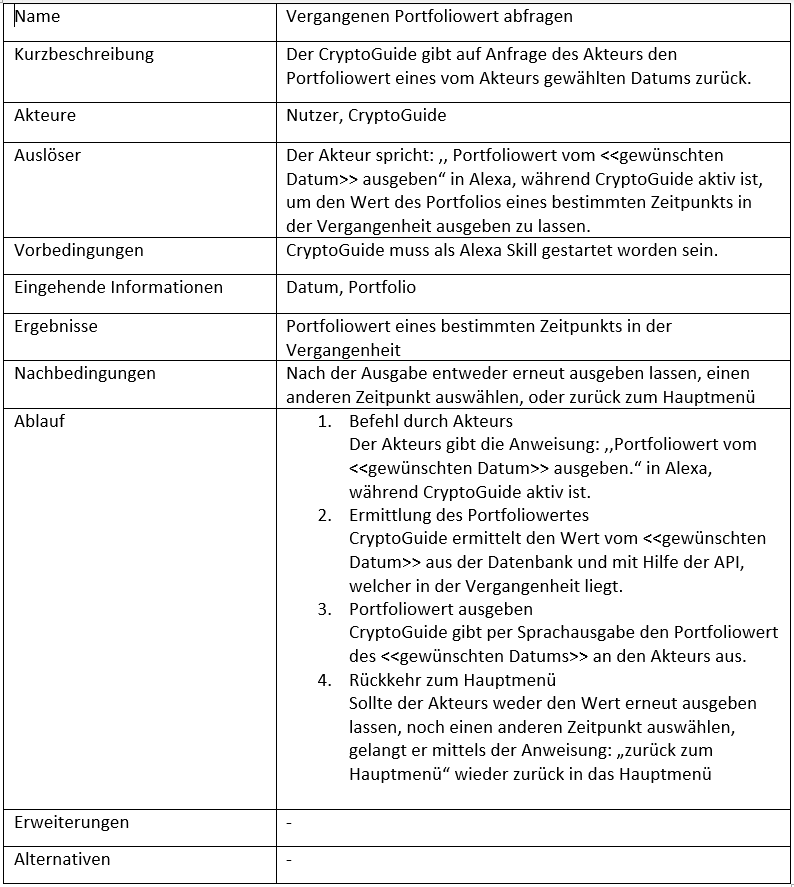 Name
Vergangenen Portfoliowert abfragen
Kurzbeschreibung
Der CryptoGuide gibt auf Anfrage des Akteurs den
Portfoliowert eines vom Akteurs gewählten Datums zurück.
Akteure
Nutzer, CryptoGuide
Auslöser
Der Akteur spricht: ,, Portfoliowert vom <<gewünschten
Datum>> ausgeben“ in Alexa, während CryptoGuide aktiv ist,
um den Wert des Portfolios eines bestimmten Zeitpunkts in
der Vergangenheit ausgeben zu lassen.
Vorbedingungen
CryptoGuide muss als Alexa Skill gestartet worden sein.
Eingehende Informationen
Datum, Portfolio
Ergebnisse
Portfoliowert eines bestimmten Zeitpunkts in der
Vergangenheit
Nachbedingungen
Nach der Ausgabe entweder erneut ausgeben lassen, einen
anderen Zeitpunkt auswählen, oder zurück zum Hauptmenü
Ablauf
1. Befehl durch Akteurs
Der Akteurs gibt die Anweisung: ,,Portfoliowert vom
<<gewünschten Datum>> ausgeben.“ in Alexa,
während CryptoGuide aktiv ist.
2. Ermittlung des Portfoliowertes
CryptoGuide ermittelt den Wert vom <<gewünschten
Datum>> aus der Datenbank und mit Hilfe der API,
welcher in der Vergangenheit liegt.
3. Portfoliowert ausgeben
CryptoGuide gibt per Sprachausgabe den Portfoliowert
des <<gewünschten Datums>> an den Akteurs aus.
4. Rückkehr zum Hauptmenü
Sollte der Akteurs weder den Wert erneut ausgeben
lassen, noch einen anderen Zeitpunkt auswählen,
gelangt er mittels der Anweisung: „zurück zum
Hauptmenü“ wieder zurück in das Hauptmenü
Erweiterungen
-
Alternativen
-